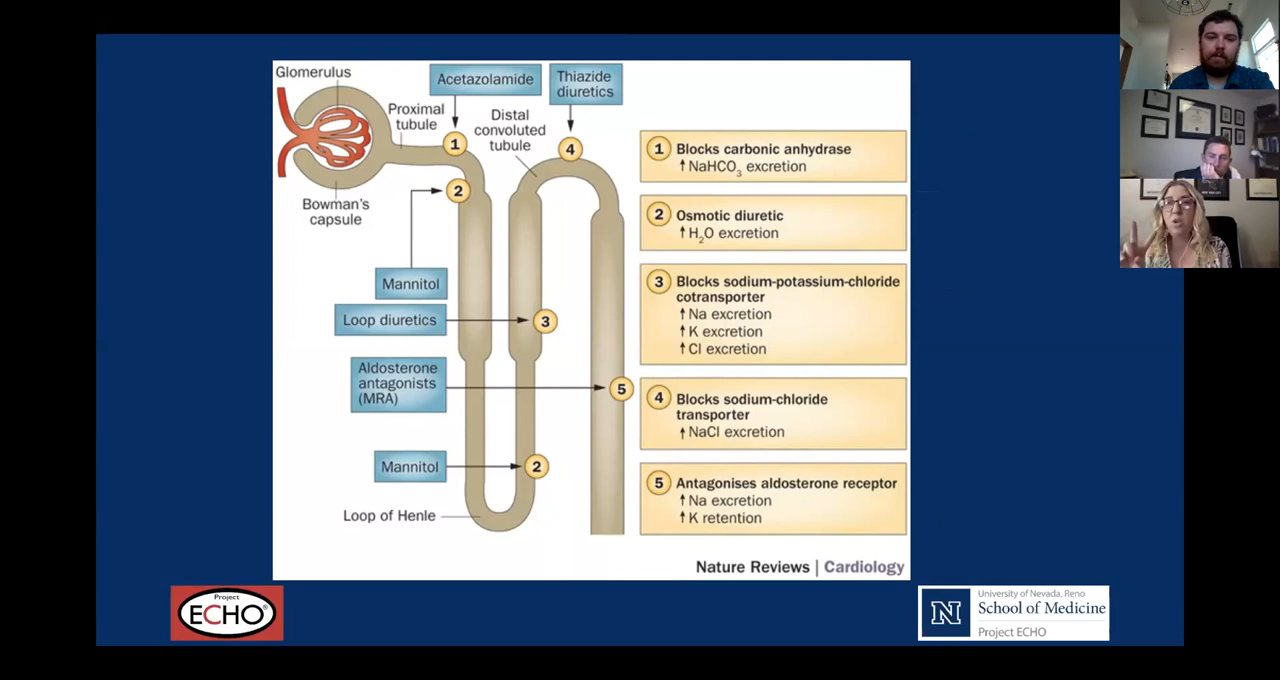 Glomerulus
Proximal
tubule
Bowman's
capsule
Acetazolamide
Thiazide
diuretics
Distal
convoluted
tubule
1
4
2
Mannitol
Loop diuretics
3
Aldosterone
antagonists
(MRA)
5
Mannitol
2
Loop of Henle
1 Blocks carbonic anhydrase
↑NaHCO₃ excretion
2 Osmotic diuretic
↑H₂O excretion
3 Blocks sodium-potassium-chloride
cotransporter
↑Na excretion
↑K excretion
↑Cl excretion
4 Blocks sodium-chloride
transporter
↑NaCl excretion
5 Antagonises aldosterone receptor
↑Na excretion
↑K retention
Nature Reviews | Cardiology
Project
ECHO®
N
University of Nevada, Reno
School of Medicine
Project ECHO